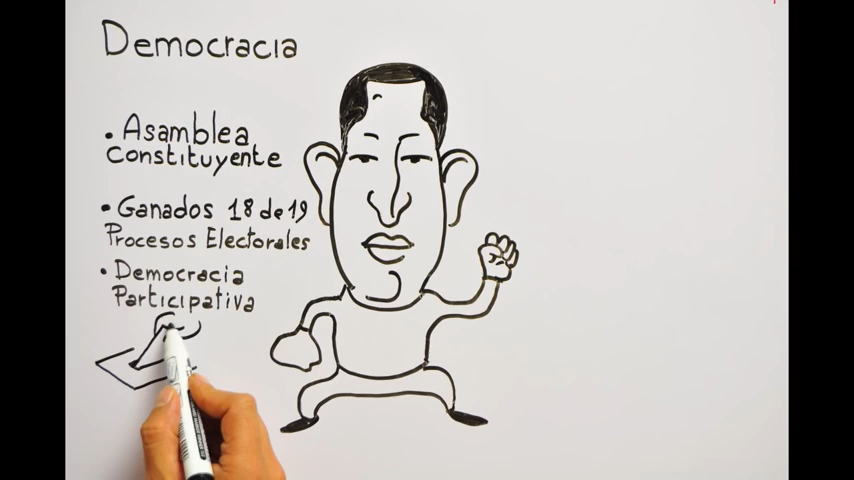 Democracia
• Asamblea
Constituyente
• Ganados 18 de 19
Procesos Electorales
• Democracia
Participativa